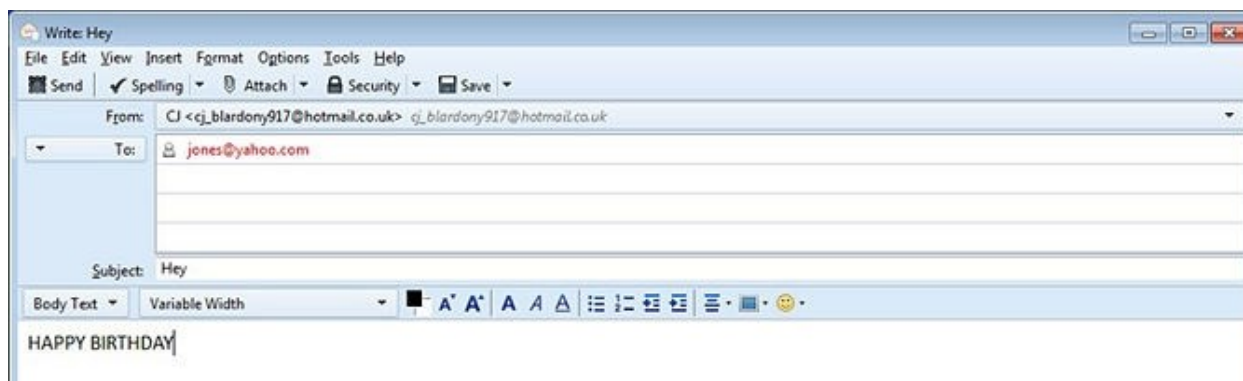 Write: Hey
File Edit View Insert Format Options Tools Help
Send Spelling Attach Security Save
From: CJ <cj_blardony917@hotmail.co.uk> cj_blardony917@hotmail.co.uk
To: jones@yahoo.com
Subject: Hey
Body Text Variable Width A A A A A
HAPPY BIRTHDAY